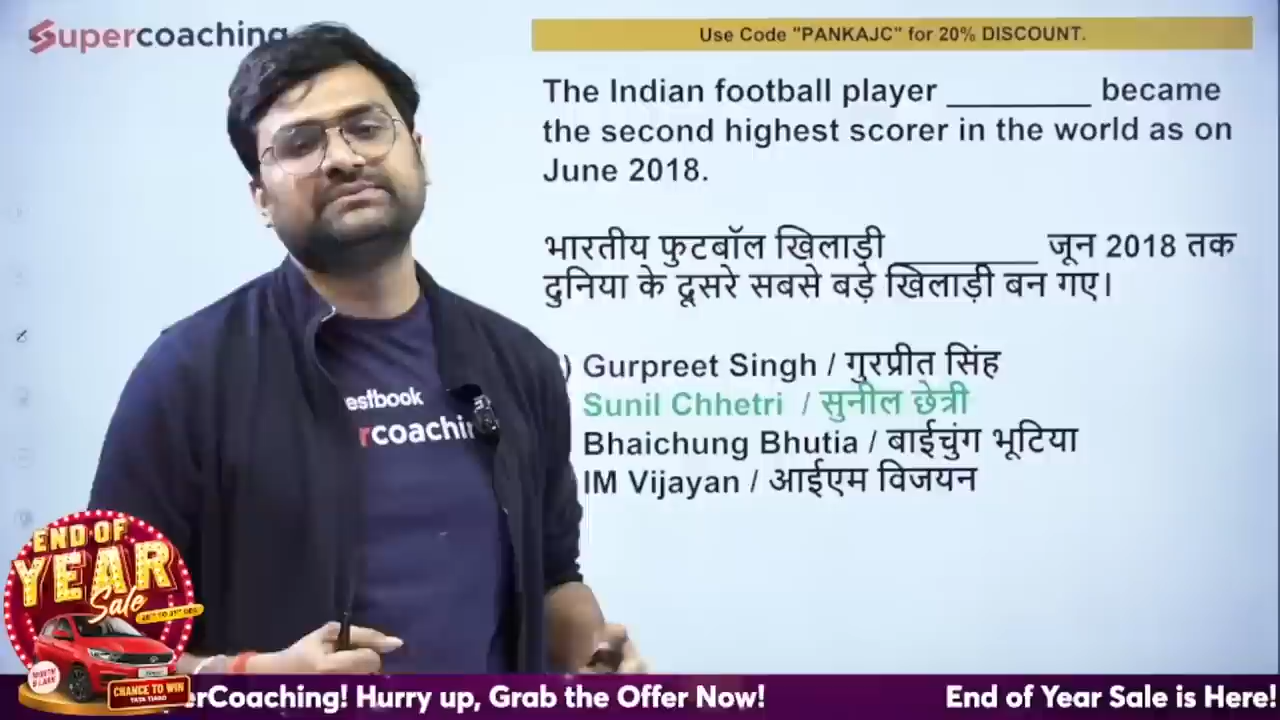 Supercoaching
Use Code "PANKAJC" for 20% DISCOUNT.
The Indian football player ________ became
the second highest scorer in the world as on
June 2018.
भारतीय फुटबॉल खिलाड़ी ________ जून 2018 तक
दुनिया के दूसरे सबसे बड़े खिलाड़ी बन गए।
) Gurpreet Singh / गुरप्रीत सिंह
Sunil Chhetri / सुनील छेत्री
Bhaichung Bhutia / बाईचुंग भूटिया
IM Vijayan / आईएम विजयन
estbook
rcoachin
END OF
YEAR
Sale
CHANCE TO WIN
TATA TIAGO
erCoaching! Hurry up, Grab the Offer Now!
End of Year Sale is Here!